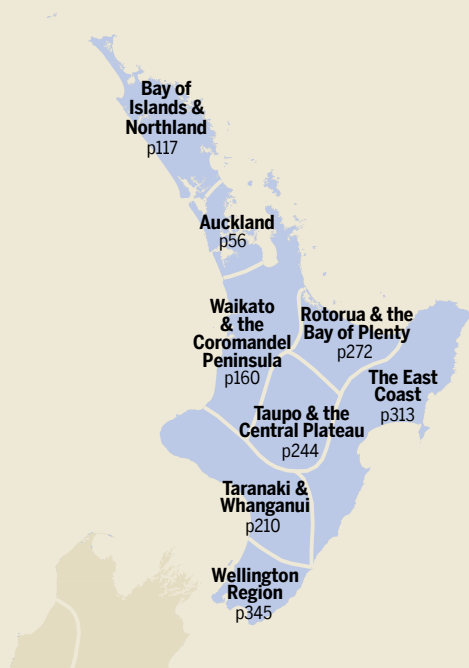 Bay of
Islands &
Northland
p117
Auckland
p56
Waikato
& the
Coromandel
Peninsula
p160
Rotorua & the
Bay of Plenty
p272
The East
Coast
p313
Taupo & the
Central Plateau
p244
Taranaki &
Whanganui
p210
Wellington
Region
p345